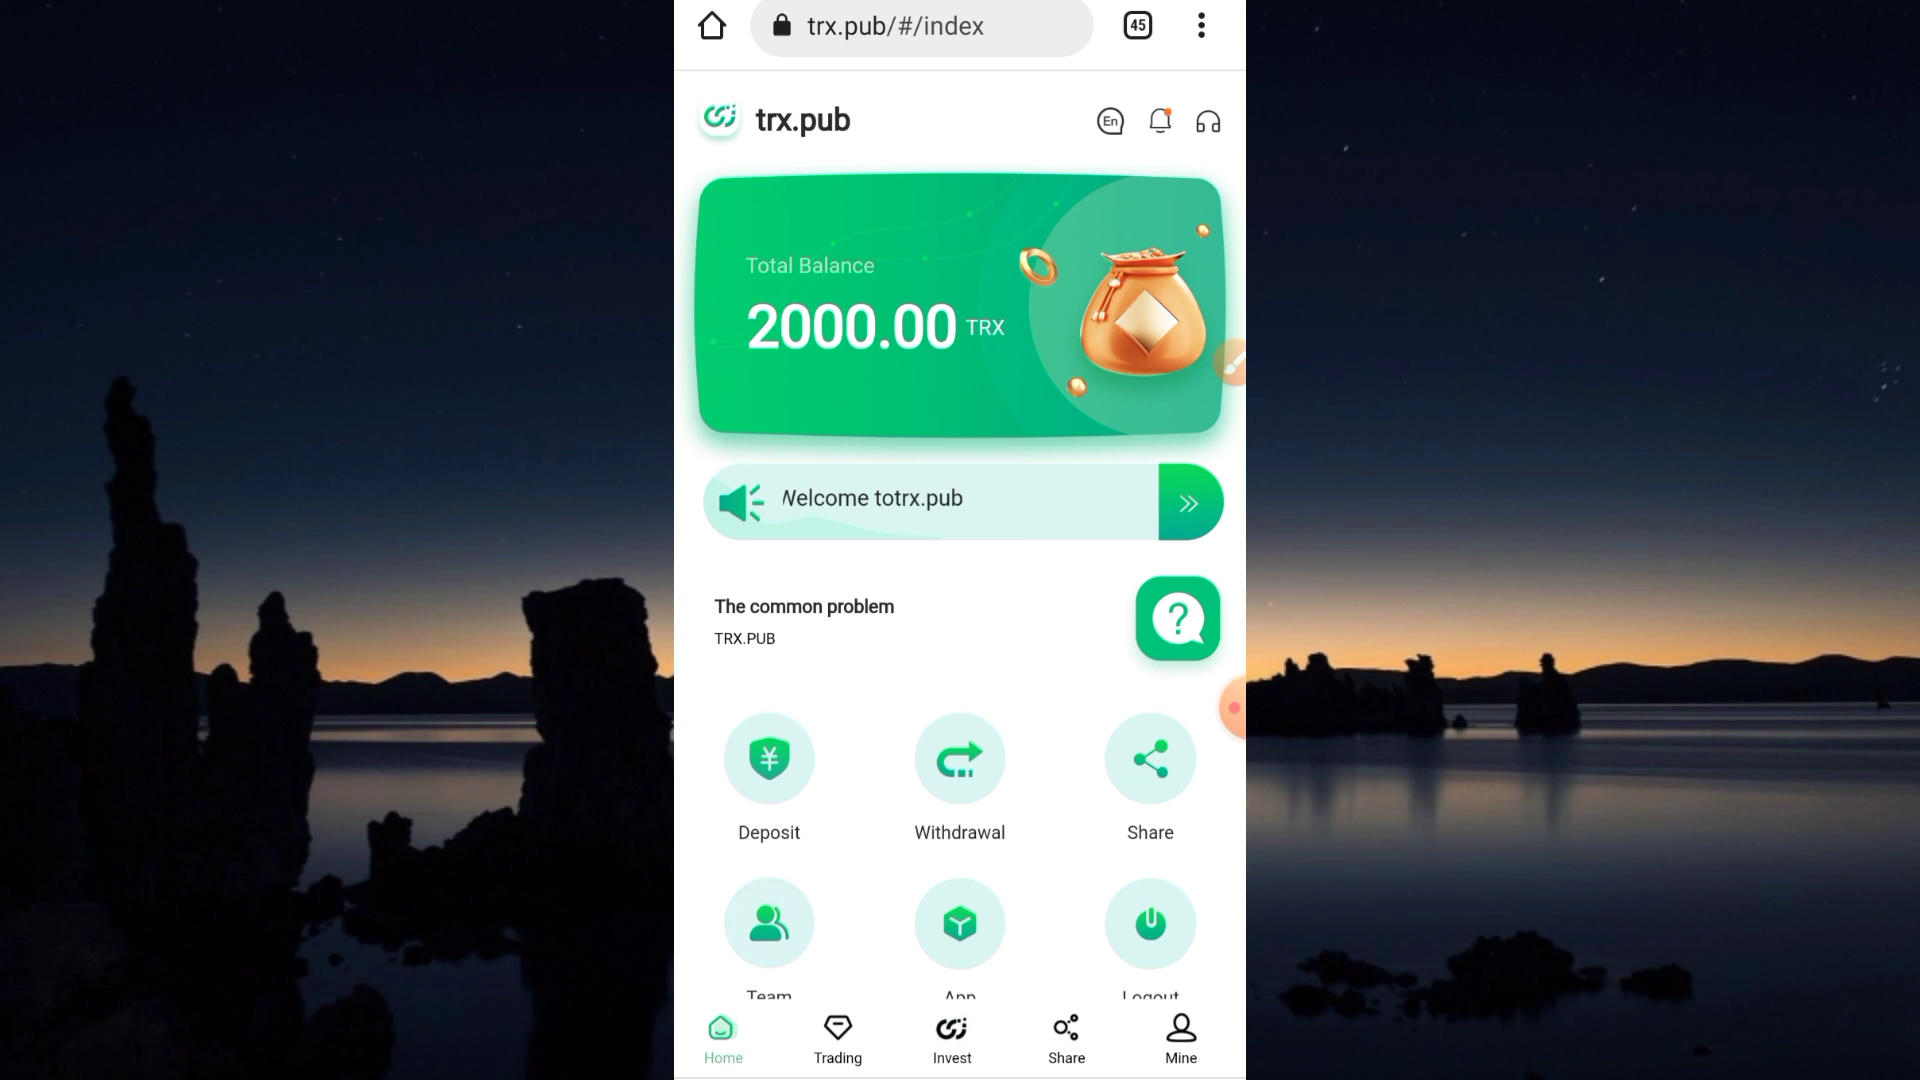 trx.pub/#/index
45
trx.pub
En
Total Balance
2000.00 TRX
Welcome totrx.pub
The common problem
TRX.PUB
Deposit
Withdrawal
Share
Team
App
Logout
Home
Trading
Invest
Share
Mine